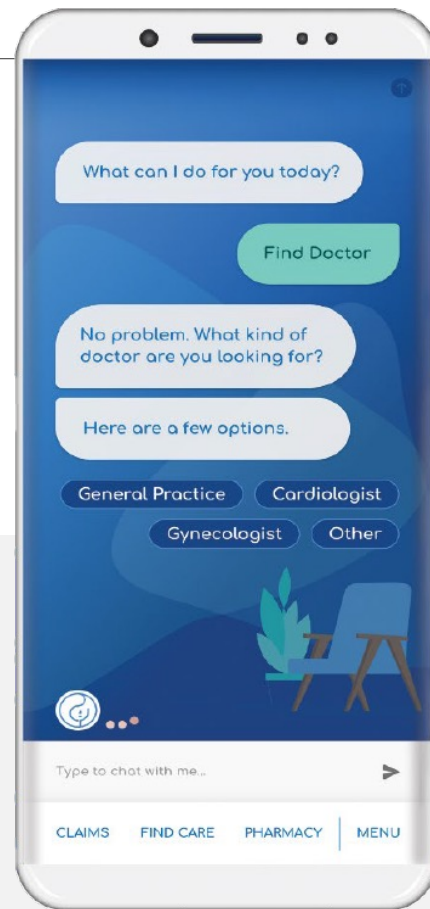 What can I do for you today?
Find Doctor
No problem. What kind of
doctor are you looking for?
Here are a few options.
General Practice
Cardiologist
Gynecologist
Other
Type to chat with me...
CLAIMS
FIND CARE
PHARMACY
MENU